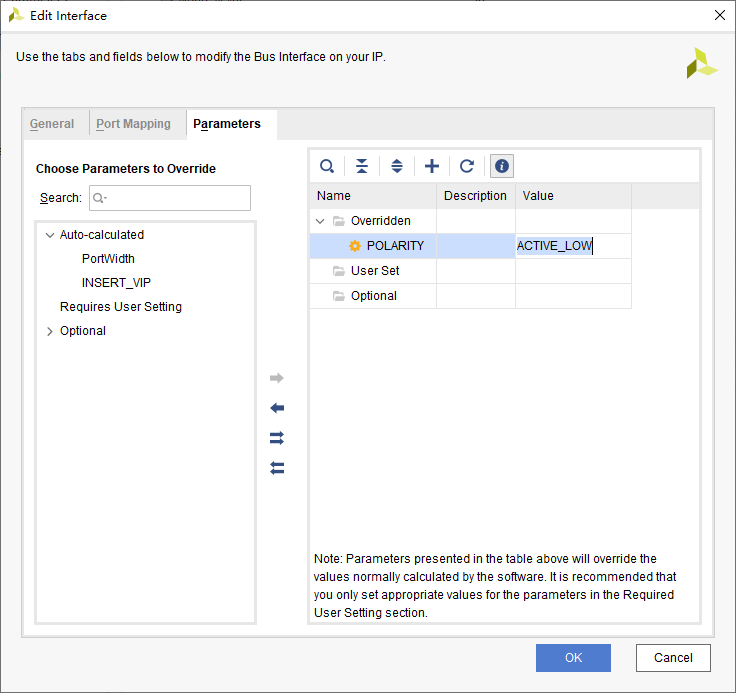 Edit Interface
Use the tabs and fields below to modify the Bus Interface on your IP.
General Port Mapping Parameters
Choose Parameters to Override
Search:
Auto-calculated
PortWidth
INSERT_VIP
Requires User Setting
Optional
Name Description Value
Overridden
POLARITY ACTIVE_LOW
User Set
Optional
Note: Parameters presented in the table above will override the
values normally calculated by the software. It is recommended that
you only set appropriate values for the parameters in the Required
User Setting section.
OK Cancel